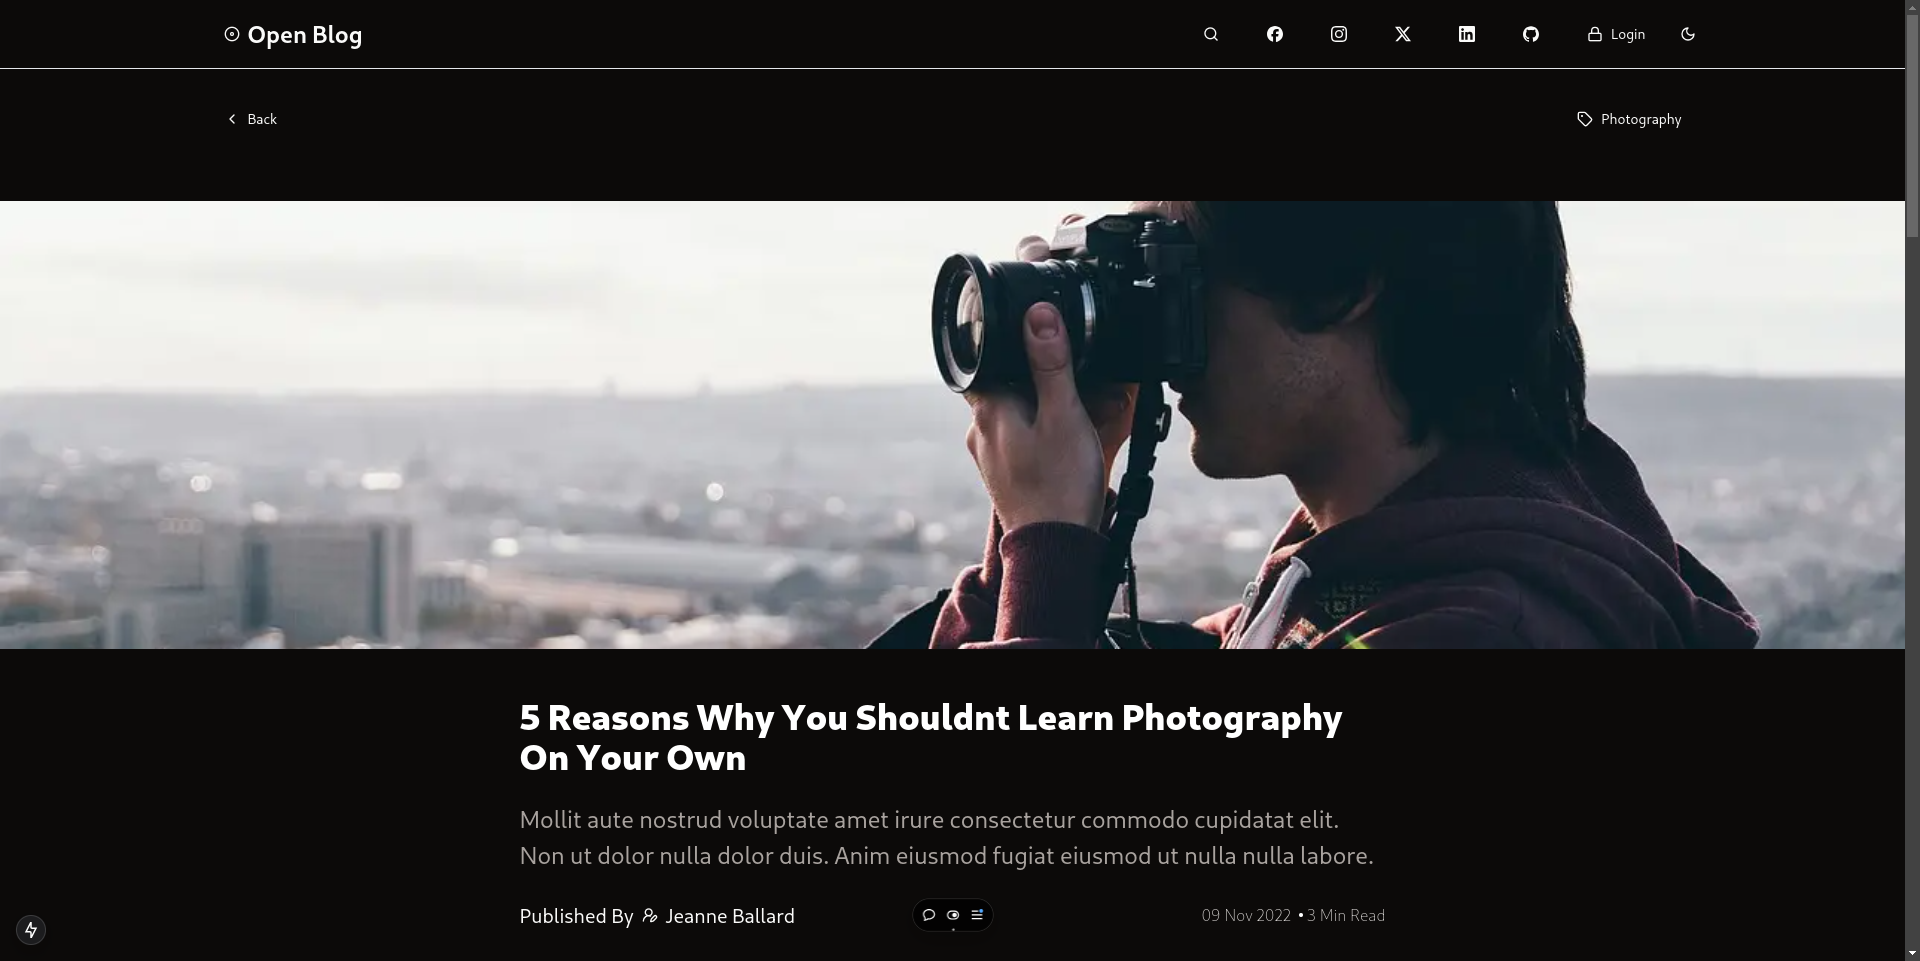 Open Blog
Login
Back
Photography
5 Reasons Why You Shouldnt Learn Photography
On Your Own
Mollit aute nostrud voluptate amet irure consectetur commodo cupidatat elit.
Non ut dolor nulla dolor duis. Anim eiusmod fugiat eiusmod ut nulla nulla labore.
Published By Jeanne Ballard
09 Nov 2022 • 3 Min Read